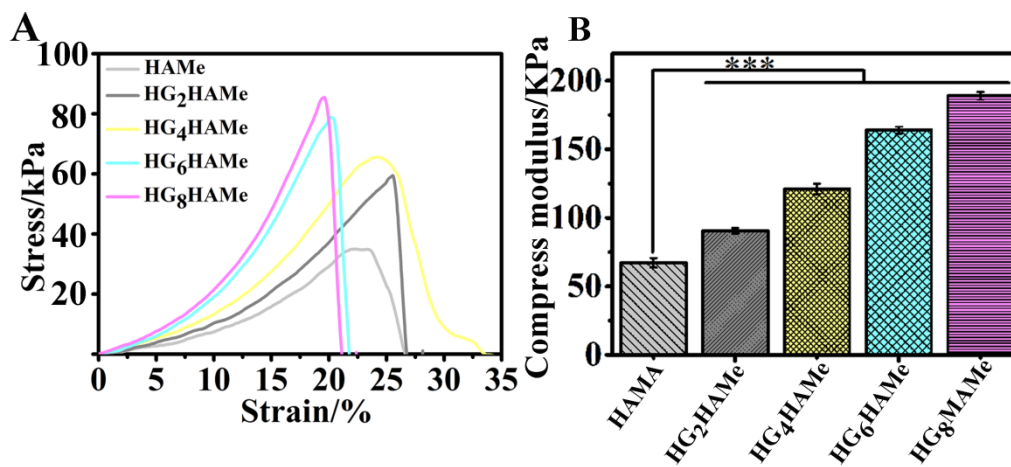 A
Stress/kPa
100
80
60
40
20
HAMe
HG2HAMe
HG4HAMe
HG6HAMe
HG8HAMe
0 5 10 15 20 25 30 35
Strain/%
B
Compress modulus/KPa
200
150
100
50
0
***
HAMA
HG2HAMe
HG4HAMe
HG6HAMe
HG8MAMe